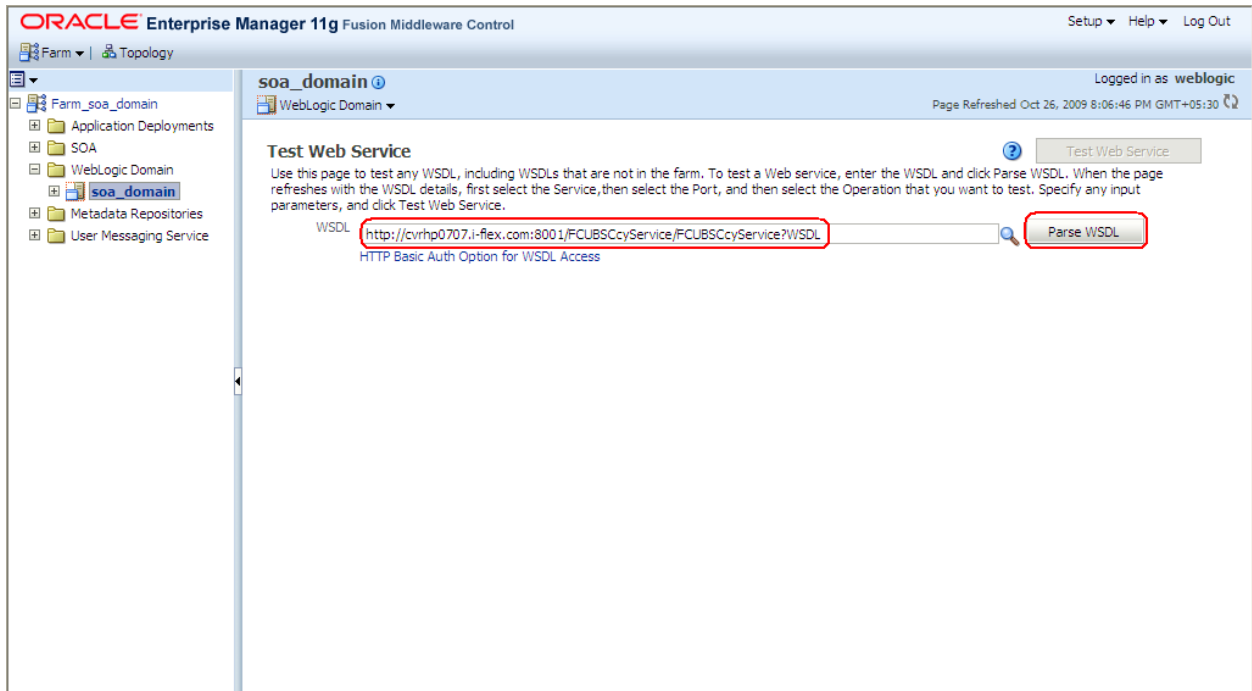 ORACLE Enterprise Manager 11g Fusion Middleware Control
Setup Help Log Out
Farm | Topology
soa_domain
Logged in as weblogic
WebLogic Domain
Page Refreshed Oct 26, 2009 8:06:46 PM GMT+05:30
Farm_soa_domain
Application Deployments
SOA
WebLogic Domain
soa_domain
Metadata Repositories
User Messaging Service
Test Web Service
Test Web Service
Use this page to test any WSDL, including WSDLs that are not in the farm. To test a Web service, enter the WSDL and click Parse WSDL. When the page
refreshes with the WSDL details, first select the Service,then select the Port, and then select the Operation that you want to test. Specify any input
parameters, and click Test Web Service.
WSDL http://cvrhp0707.i-flex.com:8001/FCUBSCcyService/FCUBSCcyService?WSDL Parse WSDL
HTTP Basic Auth Option for WSDL Access